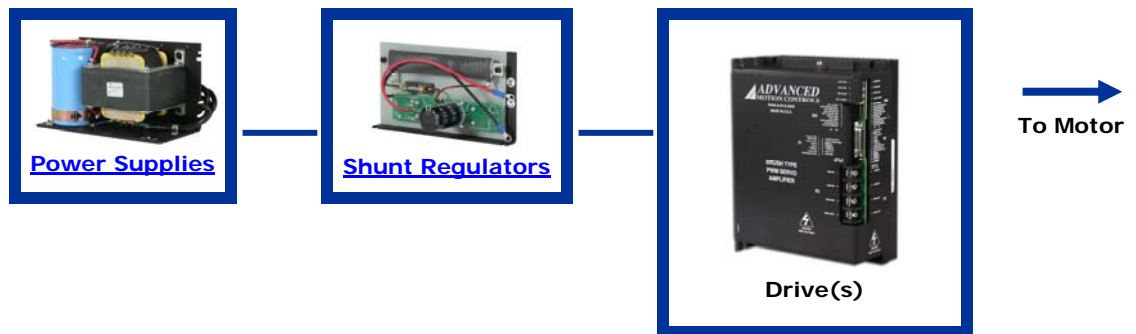 Power Supplies
Shunt Regulators
ADVANCED
MOTION CONTROLS
BRUSH TYPE
PWM SERVO
AMPLIFIER
Drive(s)
To Motor